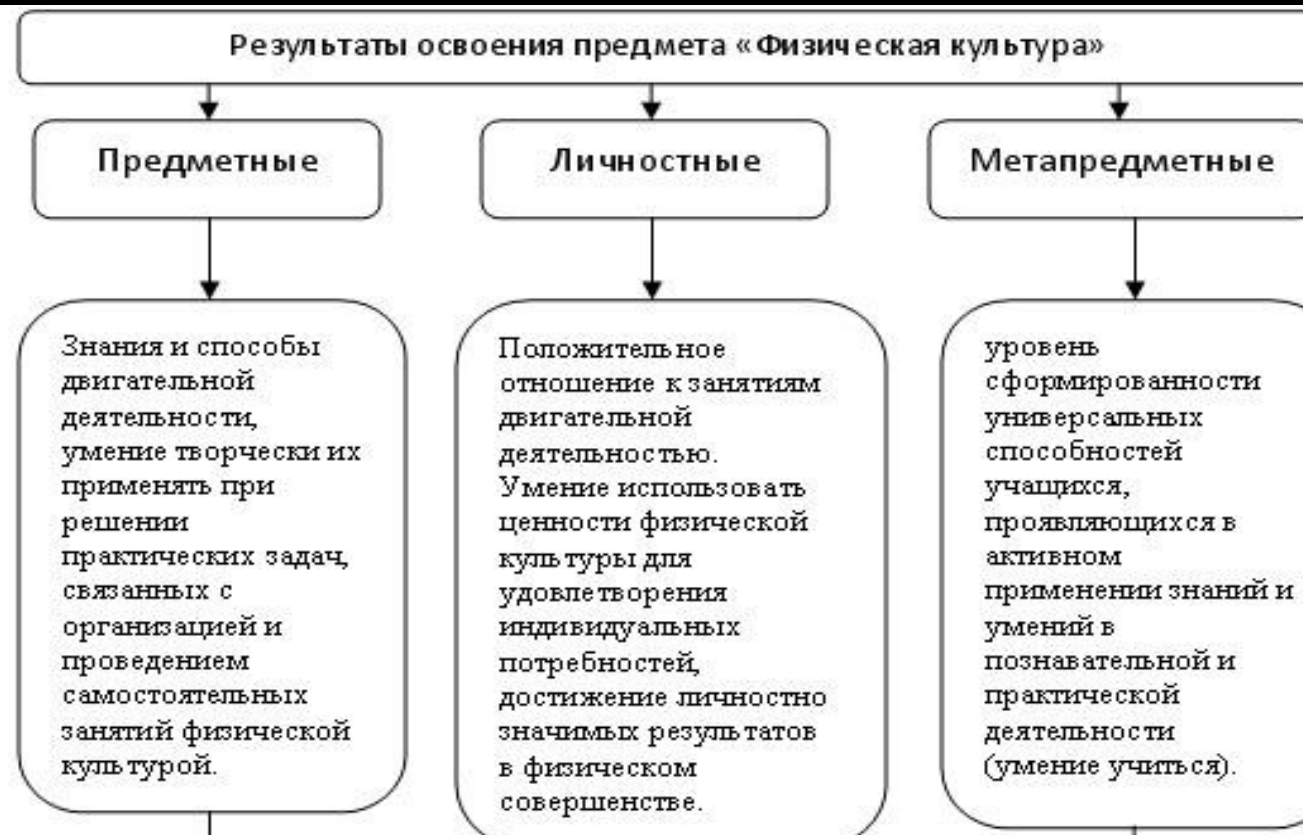 Результаты освоения предмета «Физическая культура»
Предметные
Личностные
Метапредметные
Знания и способы
двигательной
деятельности,
умение творчески их
применять при
решении
практических задач,
связанных с
организацией и
проведением
самостоятельных
занятий физической
культурой.
Положительное
отношение к занятиям
двигательной
деятельностью.
Умение использовать
ценности физической
культуры для
удовлетворения
индивидуальных
потребностей,
достижение личностно
значимых результатов
в физическом
совершенстве.
уровень
сформированности
универсальных
способностей
учащихся,
проявляющихся в
активном
применении знаний и
умений в
познавательной и
практической
деятельности
(умение учиться).